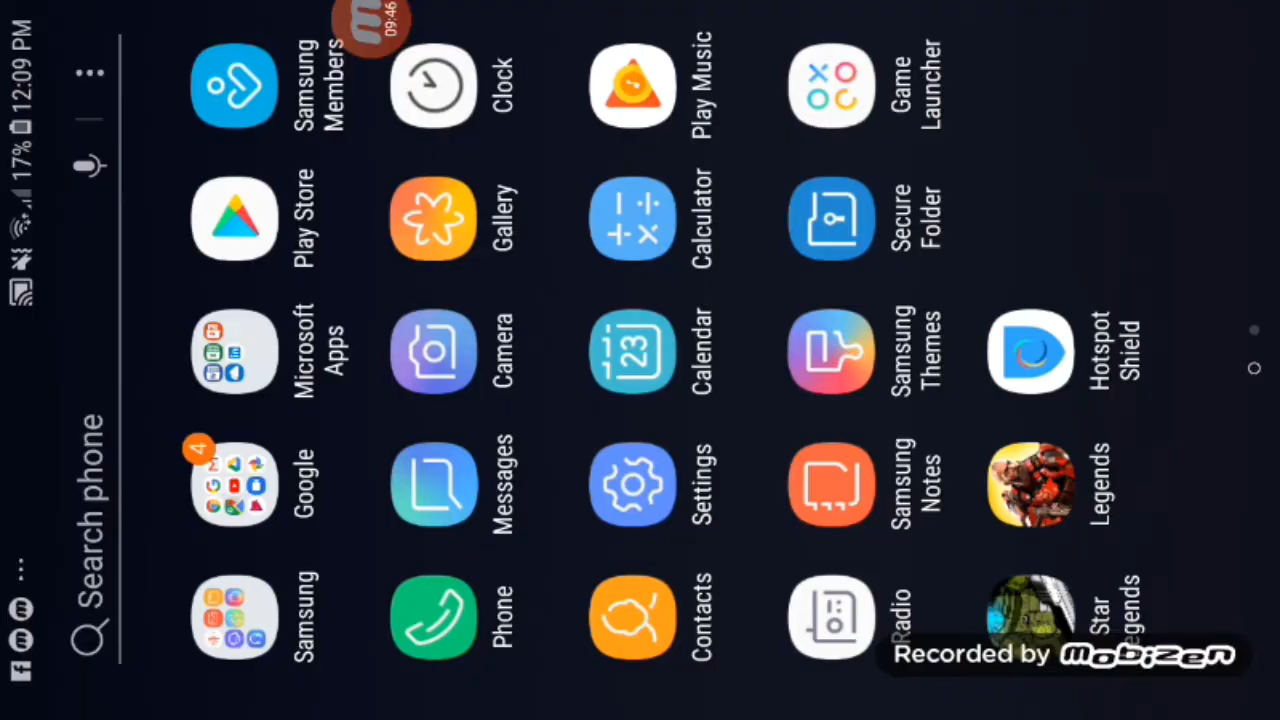 17% 12:09 PM
Search phone
4
Samsung
Google
Microsoft
Apps
Play Store
Samsung
Members
09:46
Phone
Messages
Camera
Gallery
Clock
Contacts
Settings
23
Calendar
Calculator
Play Music
Radio
Samsung
Notes
Samsung
Themes
Secure
Folder
Game
Launcher
Star
Legends
Hotspot
Shield
Recorded by mobizen